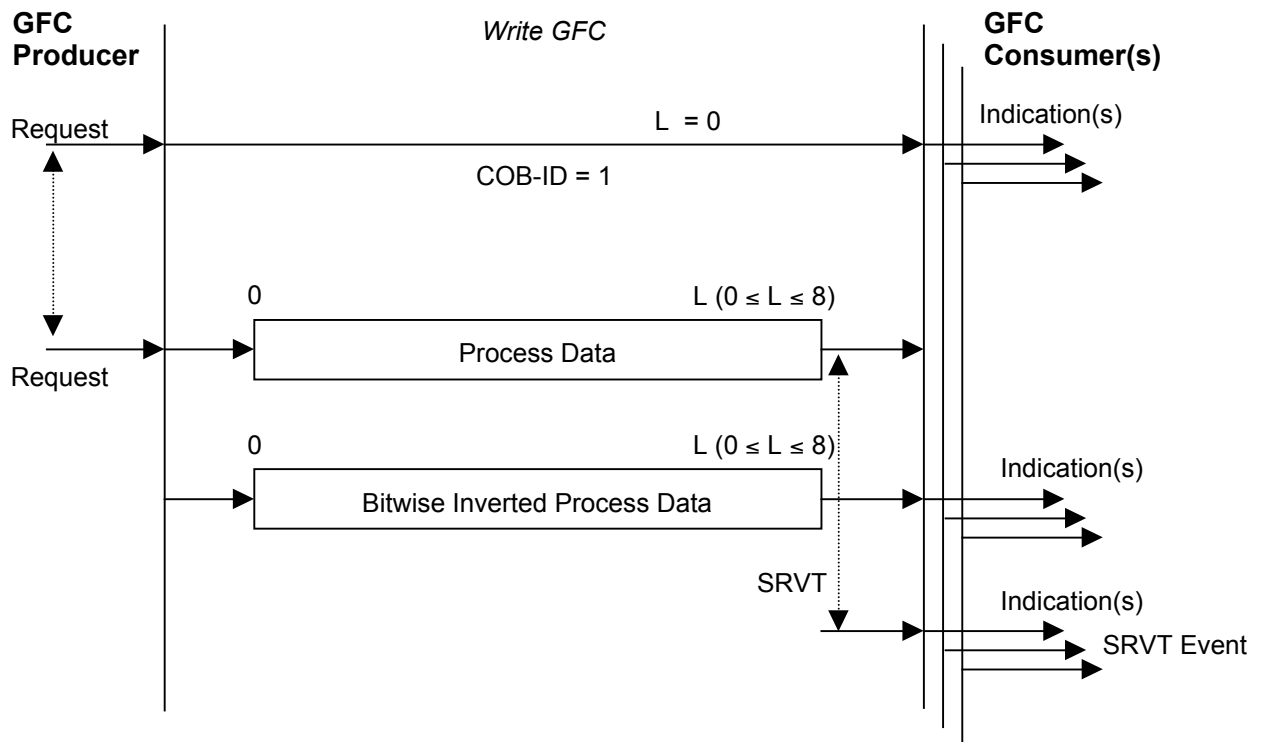 GFC
Producer
Write GFC
GFC
Consumer(s)
Request
L = 0
Indication(s)
COB-ID = 1
0
L (0 ≤ L ≤ 8)
Process Data
Request
0
L (0 ≤ L ≤ 8)
Indication(s)
Bitwise Inverted Process Data
SRVT
Indication(s)
SRVT Event